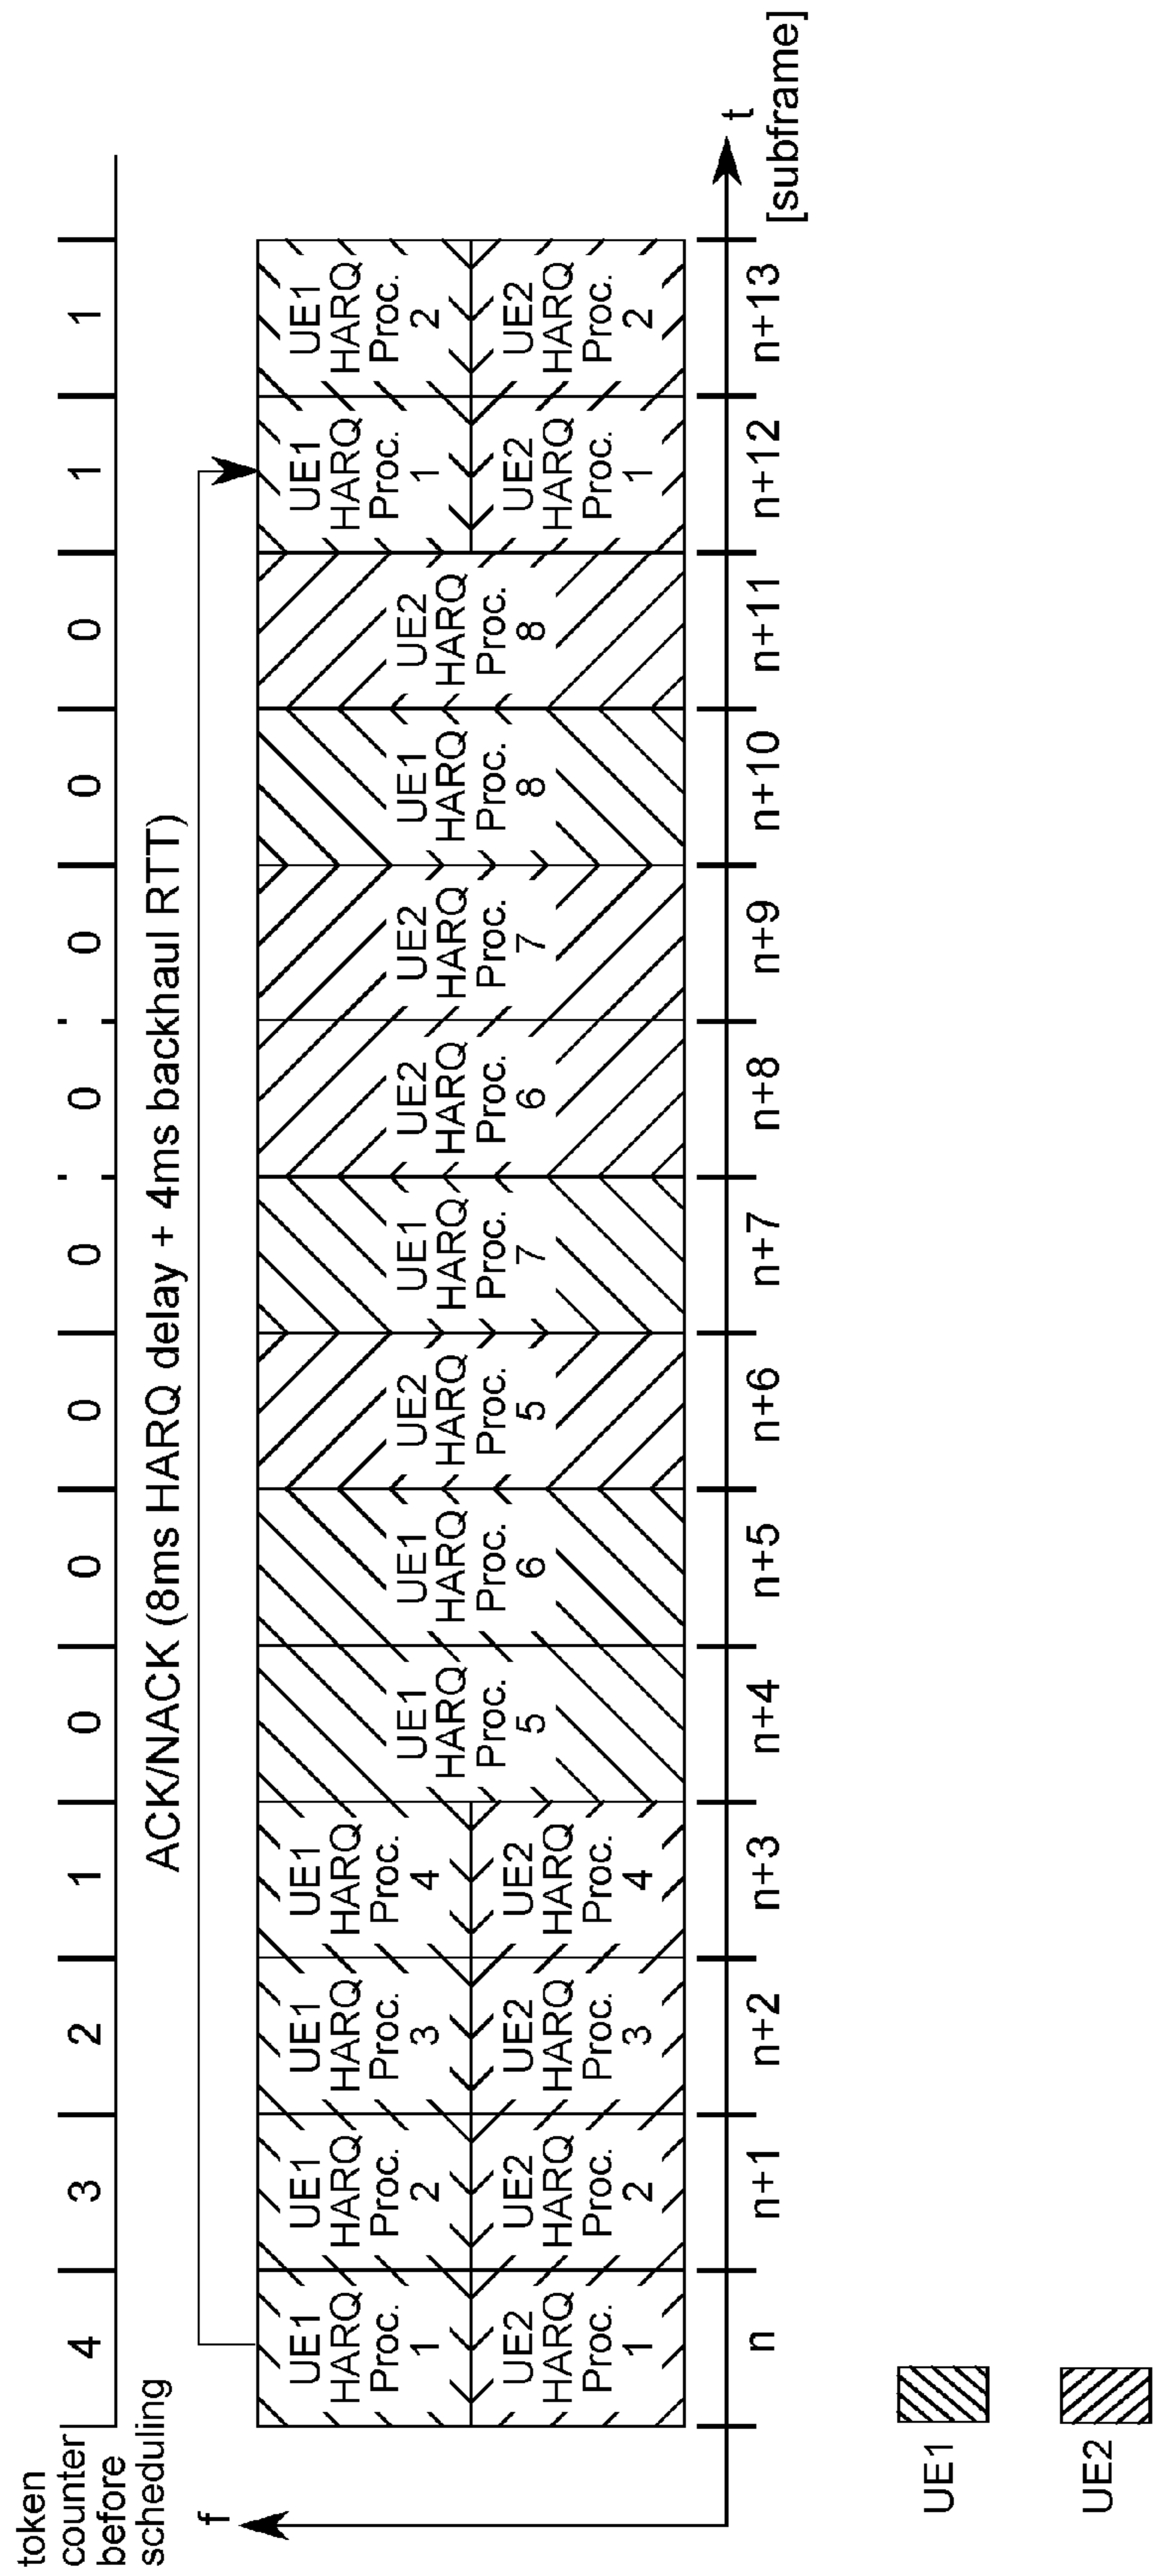 token
counter
before
scheduling
4 3 2 1 0 0 0 0 0 0 0 0 1 1
ACK/NACK (8ms HARQ delay + 4ms backhaul RTT)
f
UE1
HARQ
Proc.
1
UE2
HARQ
Proc.
1
UE1
HARQ
Proc.
2
UE2
HARQ
Proc.
2
UE1
HARQ
Proc.
3
UE2
HARQ
Proc.
3
UE1
HARQ
Proc.
4
UE2
HARQ
Proc.
4
UE1
HARQ
Proc.
5
UE1
HARQ
Proc.
6
UE2
HARQ
Proc.
5
UE1
HARQ
Proc.
7
UE2
HARQ
Proc.
6
UE2
HARQ
Proc.
7
UE1
HARQ
Proc.
8
UE2
HARQ
Proc.
8
UE1
HARQ
Proc.
1
UE2
HARQ
Proc.
1
UE1
HARQ
Proc.
2
UE2
HARQ
Proc.
2
n n+1 n+2 n+3 n+4 n+5 n+6 n+7 n+8 n+9 n+10 n+11 n+12 n+13
t
[subframe]
UE1
UE2